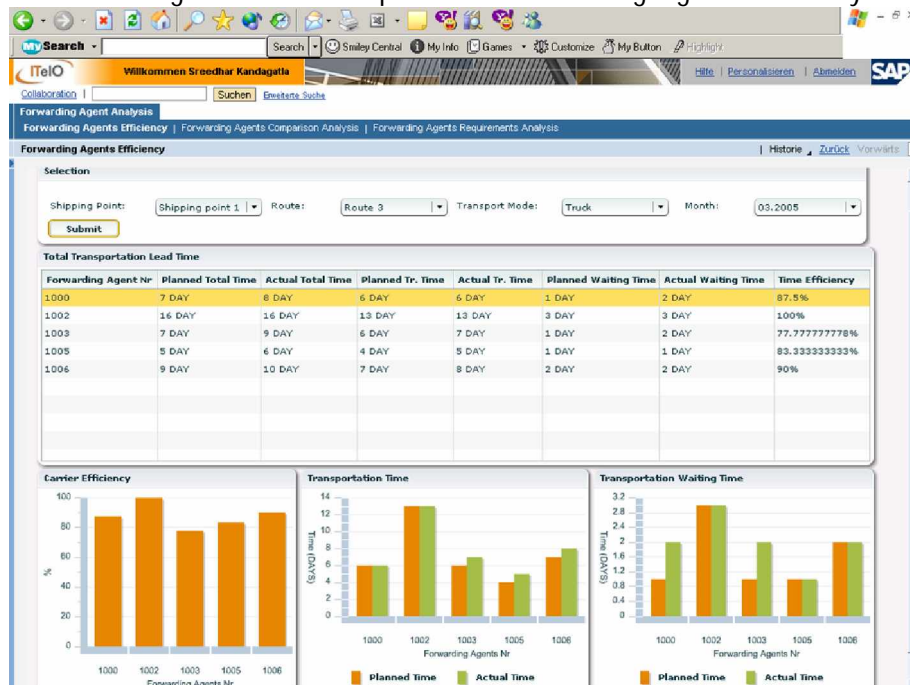 Search
Search
Smiley Central
My Info
Games
Customize
My Button
Highlight
ITelO
Willkommen Sreedhar Kandagatla
Hilfe | Personalisieren | Abmelden
SAP
Collaboration |
Suchen
Erweiterte Suche
Forwarding Agent Analysis
Forwarding Agents Efficiency | Forwarding Agents Comparison Analysis | Forwarding Agents Requirements Analysis
Forwarding Agents Efficiency
| Historie Zurück Vorwärts
Selection
Shipping Point: Shipping point 1 Route: Route 3 Transport Mode: Truck Month: 03.2005
Submit
Total Transportation Lead Time
Forwarding Agent Nr Planned Total Time Actual Total Time Planned Tr. Time Actual Tr. Time Planned Waiting Time Actual Waiting Time Time Efficiency
1000 7 DAY 8 DAY 6 DAY 6 DAY 1 DAY 2 DAY 87.5%
1002 16 DAY 16 DAY 13 DAY 13 DAY 3 DAY 3 DAY 100%
1003 7 DAY 9 DAY 6 DAY 7 DAY 1 DAY 2 DAY 77.777777778%
1005 5 DAY 6 DAY 4 DAY 5 DAY 1 DAY 1 DAY 83.333333333%
1006 9 DAY 10 DAY 7 DAY 8 DAY 2 DAY 2 DAY 90%
Carrier Efficiency
100
80
60
40
20
0
%
1000 1002 1003 1005 1006
Forwarding Agents Nr
Transportation Time
14
12
10
8
6
4
2
0
Time (DAYS)
1000 1002 1003 1005 1006
Forwarding Agents Nr
Planned Time Actual Time
Transportation Waiting Time
3.2
2.8
2.4
2
1.6
1.2
0.8
0.4
0
Time (DAYS)
1000 1002 1003 1005 1006
Forwarding Agents Nr
Planned Time Actual Time